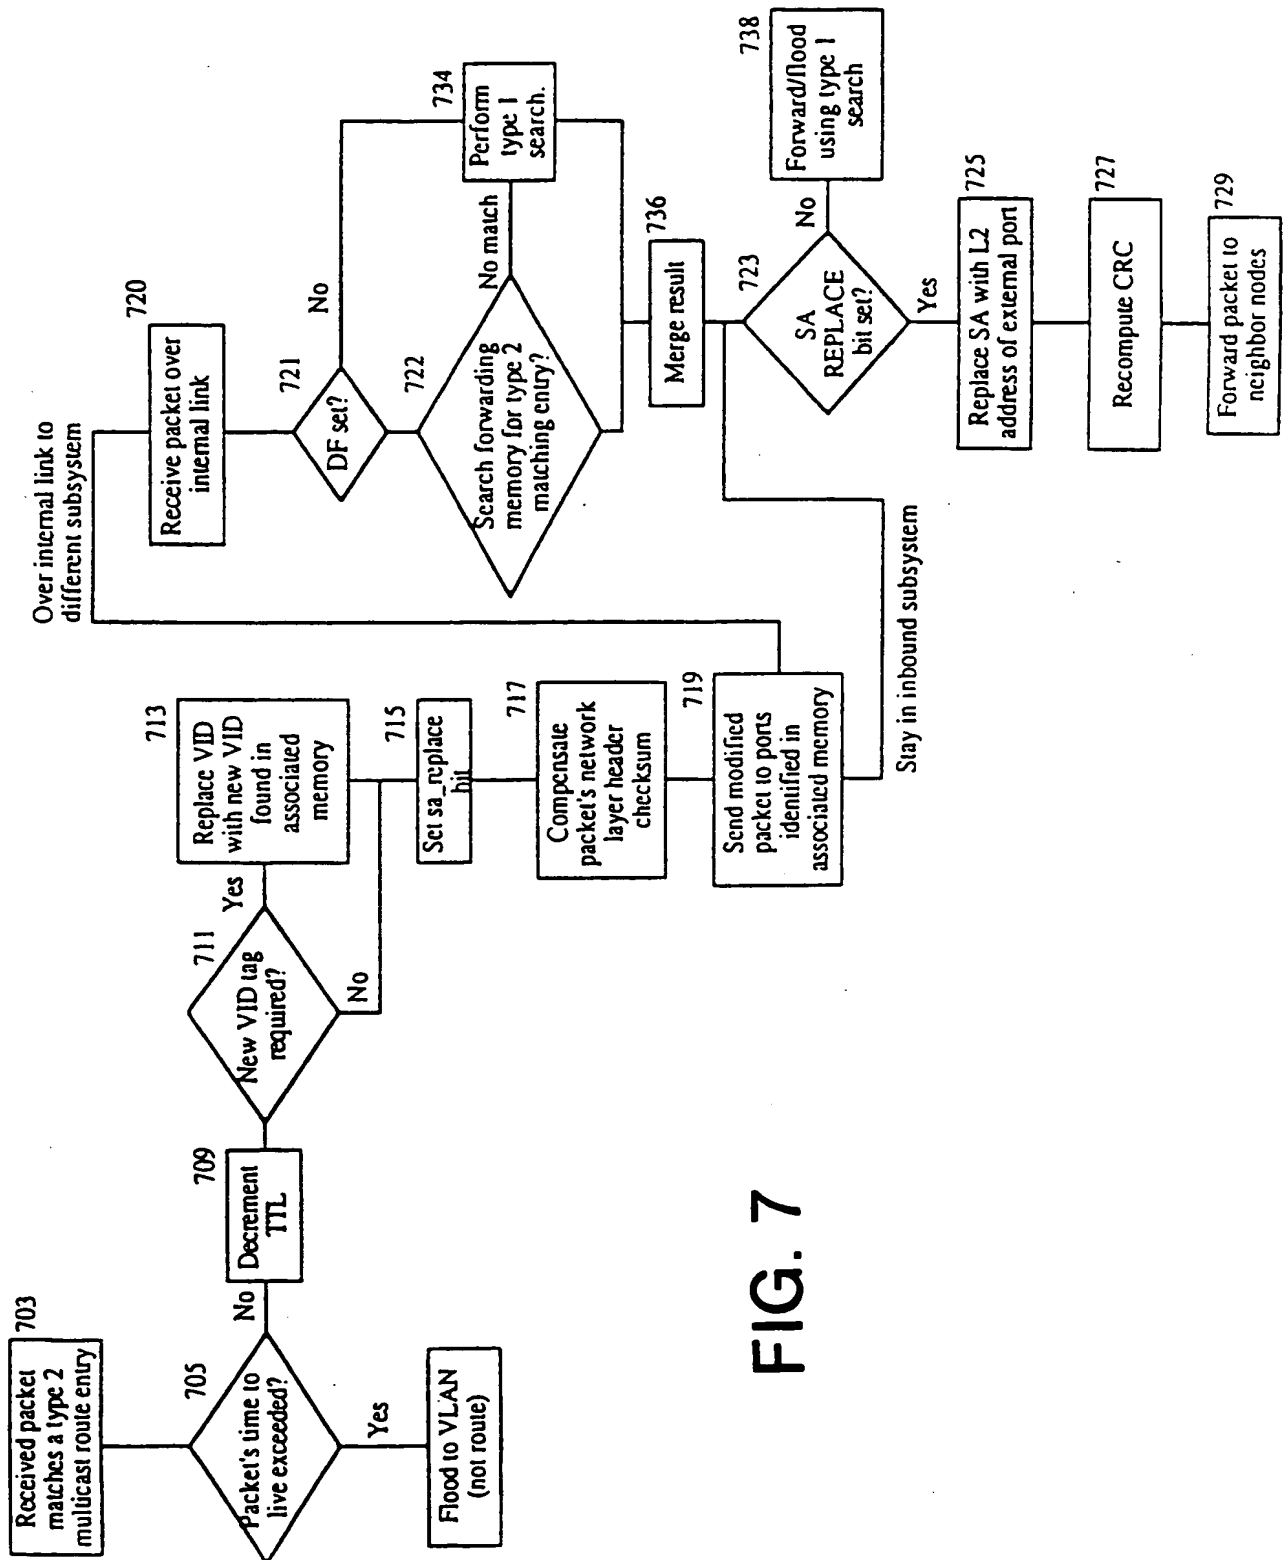 703
Received packet
matches a type 2
multicast route entry
705
Packet's time to
live exceeded?
Yes
Flood to VLAN
(not route)
No
709
Decrement
TTL
711
New VID tag
required?
Yes
No
713
Replace VID
with new VID
found in
associated
memory
715
Set sa_replace
bit
717
Compensate
packet's network
layer header
checksum
719
Send modified
packet to ports
identified in
associated memory
Over internal link to
different subsystem
Stay in inbound subsystem
720
Receive packet over
internal link
721
DF set?
No
722
Search forwarding
memory for type 2
matching entry?
No match
734
Perform
type 1
search.
736
Merge result
723
SA
REPLACE
bit set?
No
738
Forward/flood
using type 1
search
Yes
725
Replace SA with L2
address of external port
727
Recompute CRC
729
Forward packet to
neighbor nodes
FIG. 7